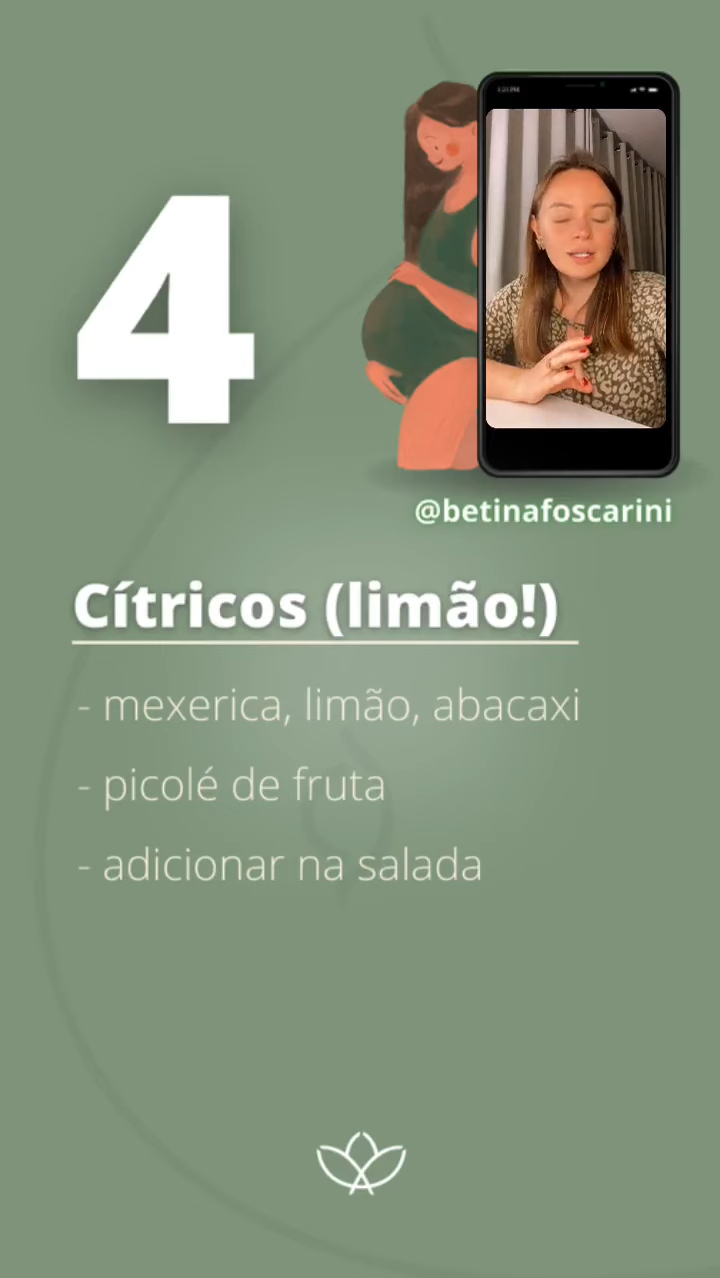 4
@betinafoscarini
Cítricos (limão!)
- mexerica, limão, abacaxi
- picolé de fruta
- adicionar na salada